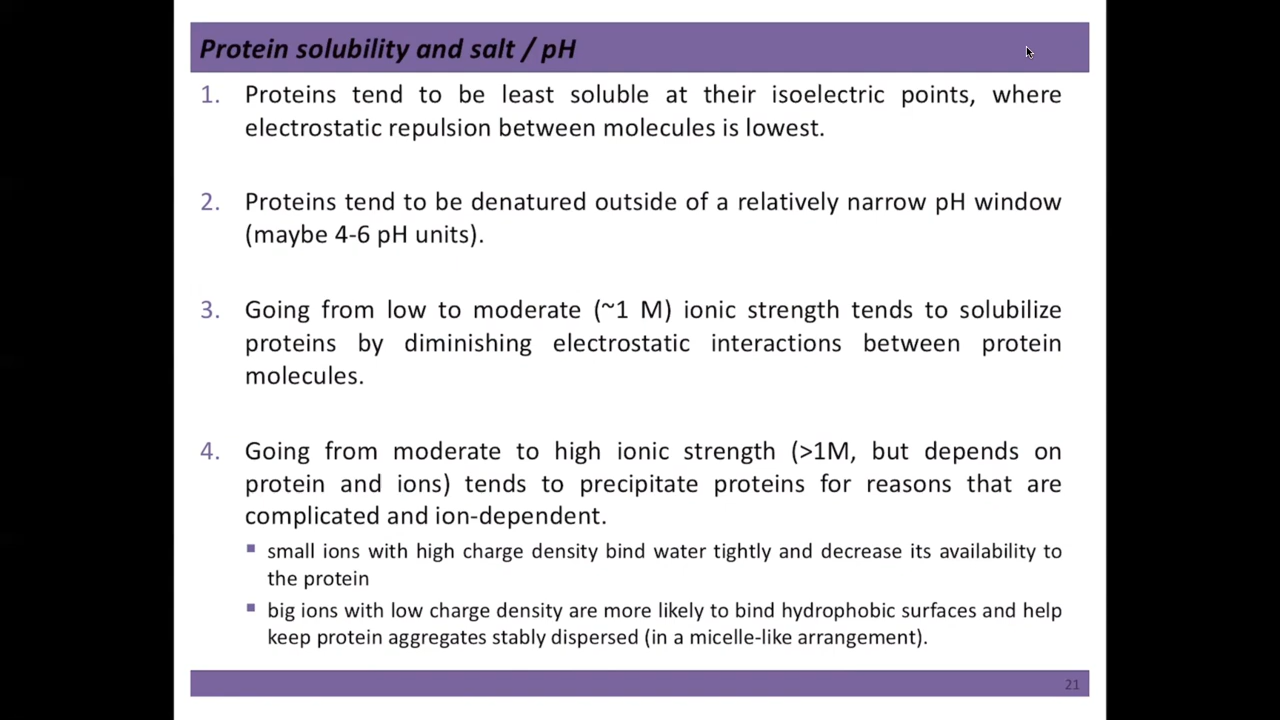 Protein solubility and salt / pH
1. Proteins tend to be least soluble at their isoelectric points, where
electrostatic repulsion between molecules is lowest.
2. Proteins tend to be denatured outside of a relatively narrow pH window
(maybe 4-6 pH units).
3. Going from low to moderate (~1 M) ionic strength tends to solubilize
proteins by diminishing electrostatic interactions between protein
molecules.
4. Going from moderate to high ionic strength (>1M, but depends on
protein and ions) tends to precipitate proteins for reasons that are
complicated and ion-dependent.
▪ small ions with high charge density bind water tightly and decrease its availability to
the protein
▪ big ions with low charge density are more likely to bind hydrophobic surfaces and help
keep protein aggregates stably dispersed (in a micelle-like arrangement).
21